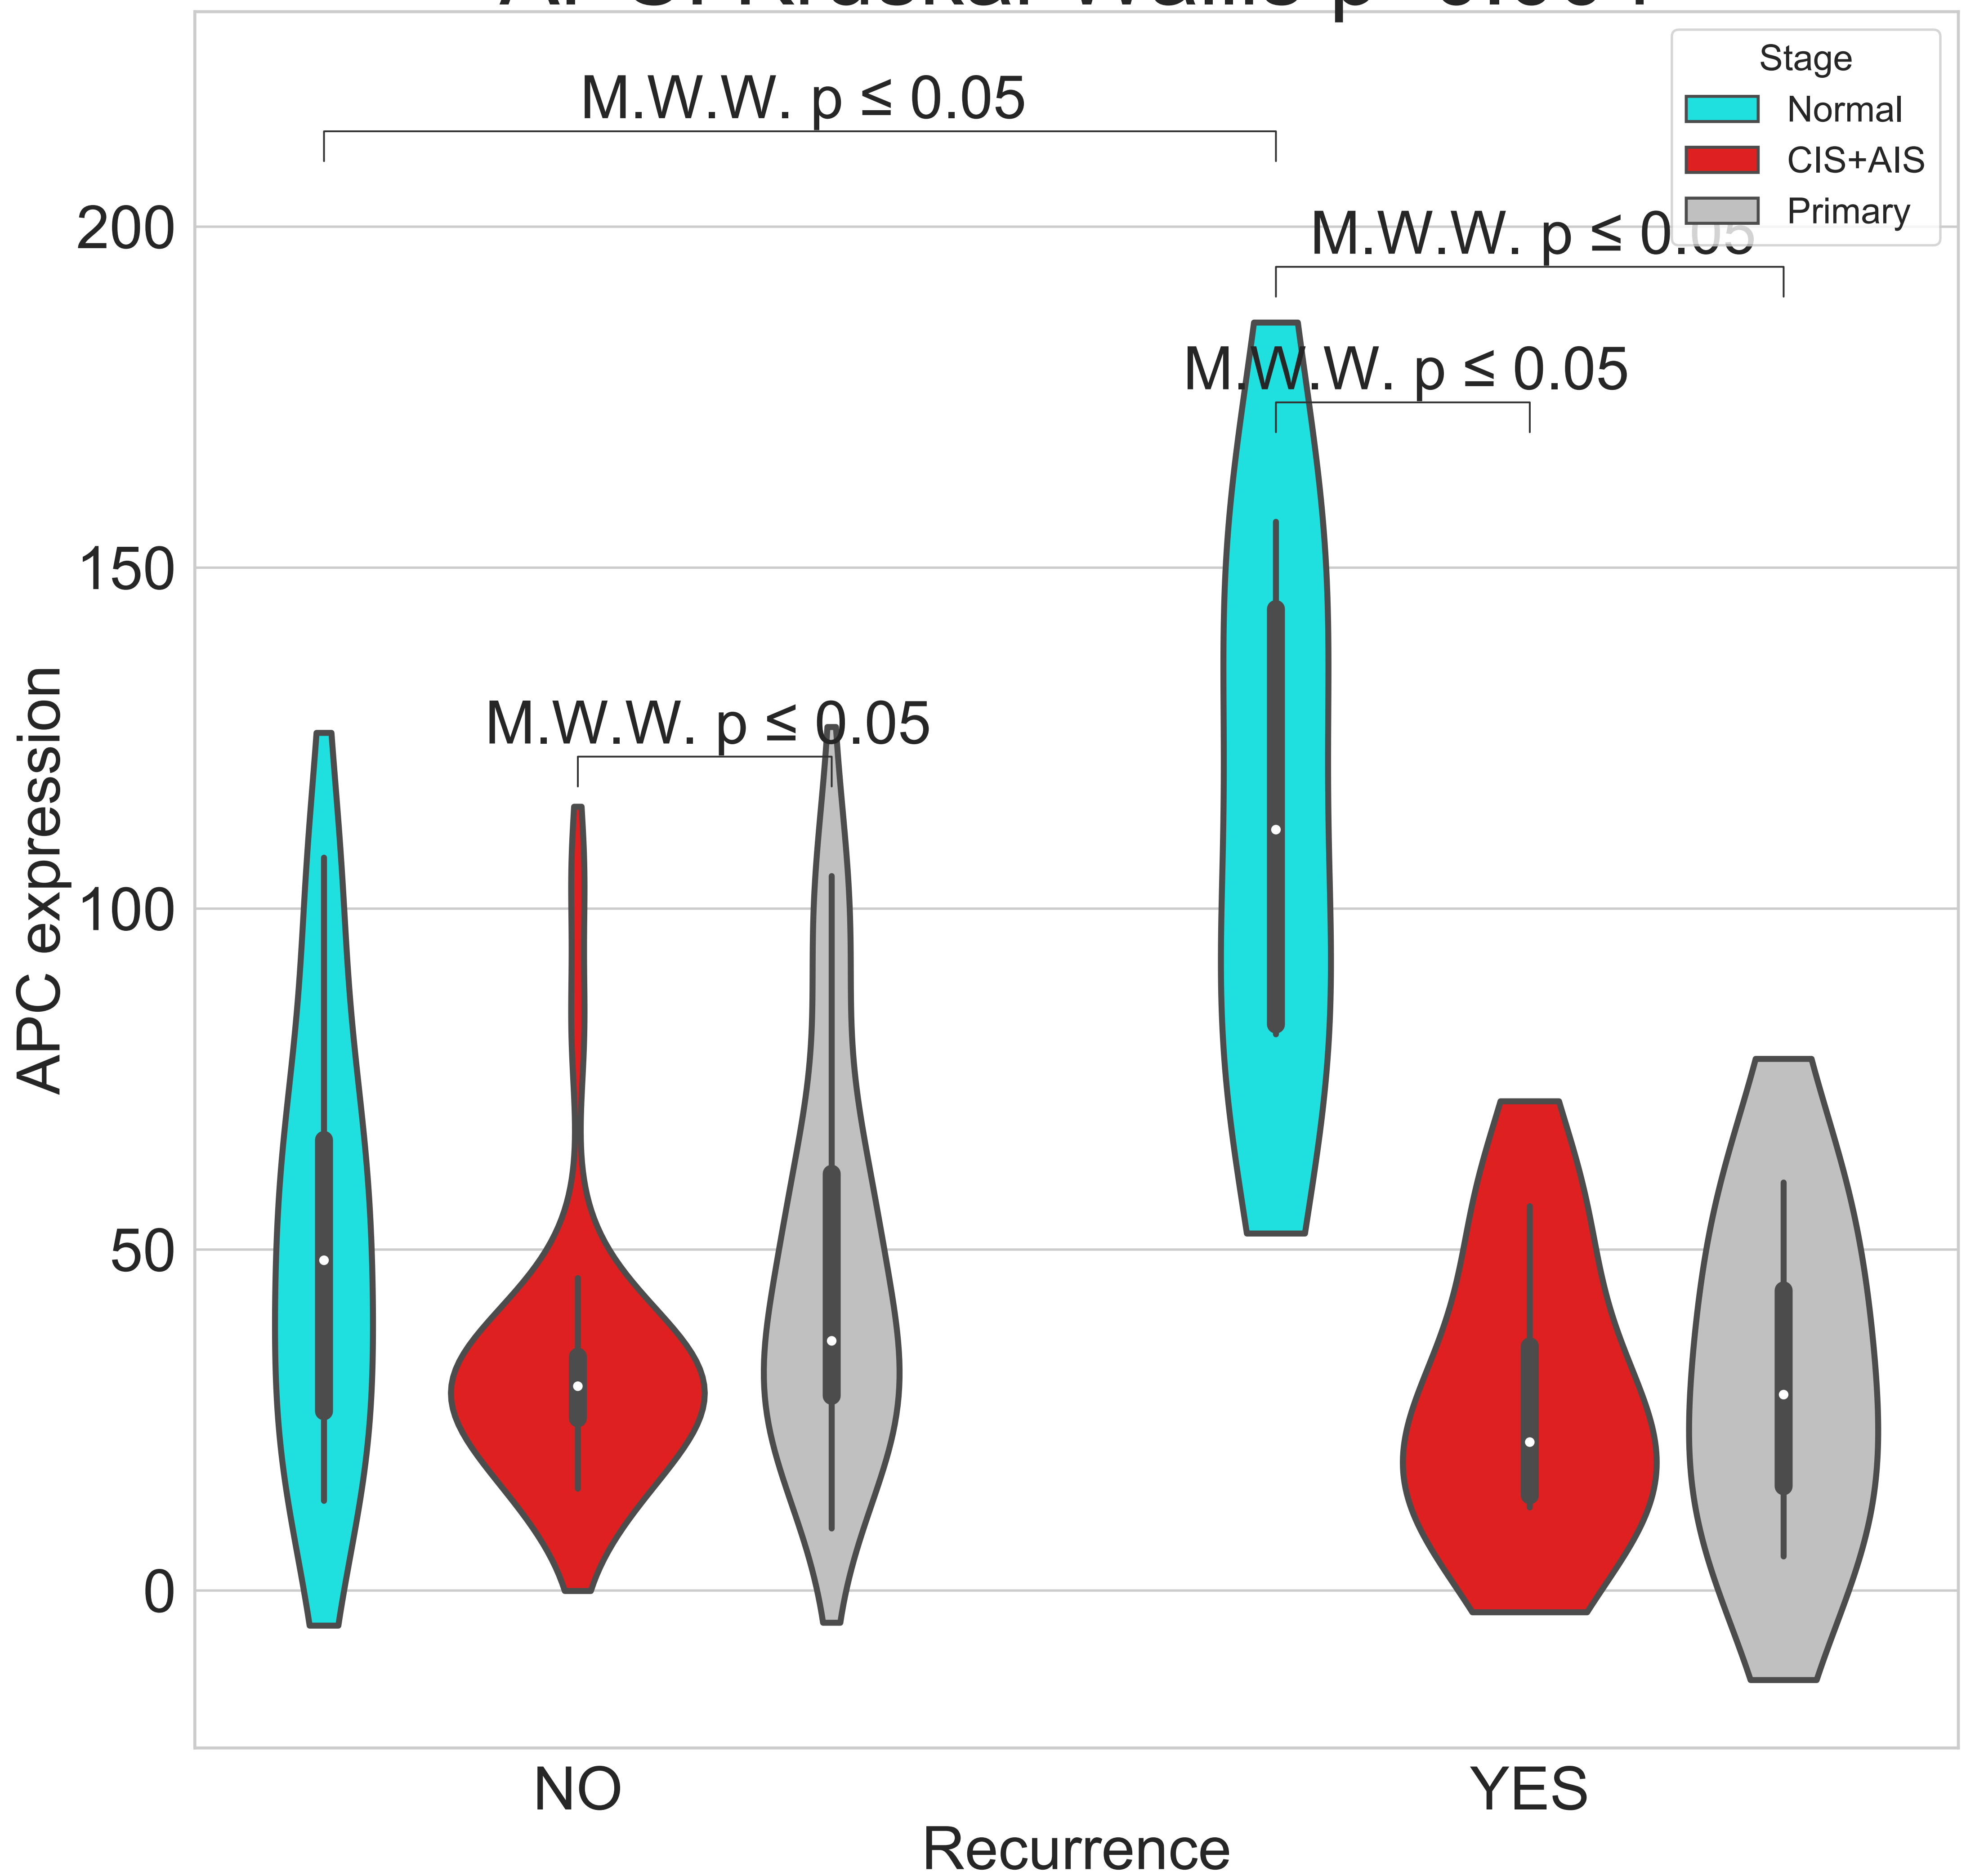 M.W.W. p ≤ 0.05
Stage
Normal
CIS+AIS
Primary
M.W.W. p ≤ 0.05
M.W.W. p ≤ 0.05
M.W.W. p ≤ 0.05
200
150
100
50
0
APC expression
NO
YES
Recurrence